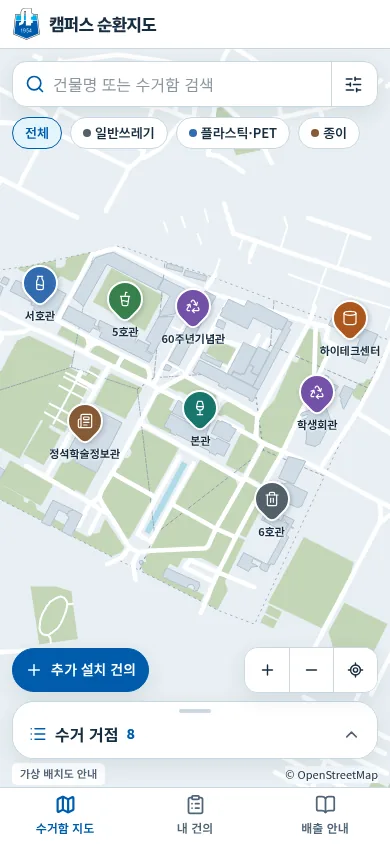 1954
캠퍼스 순환지도
건물명 또는 수거함 검색
전체
일반쓰레기
플라스틱·PET
종이
서호관
5호관
60주년기념관
하이테크센터
학생회관
본관
정석학술정보관
6호관
추가 설치 건의
수거 거점 8
가상 배치도 안내
© OpenStreetMap
수거함 지도
내 건의
배출 안내